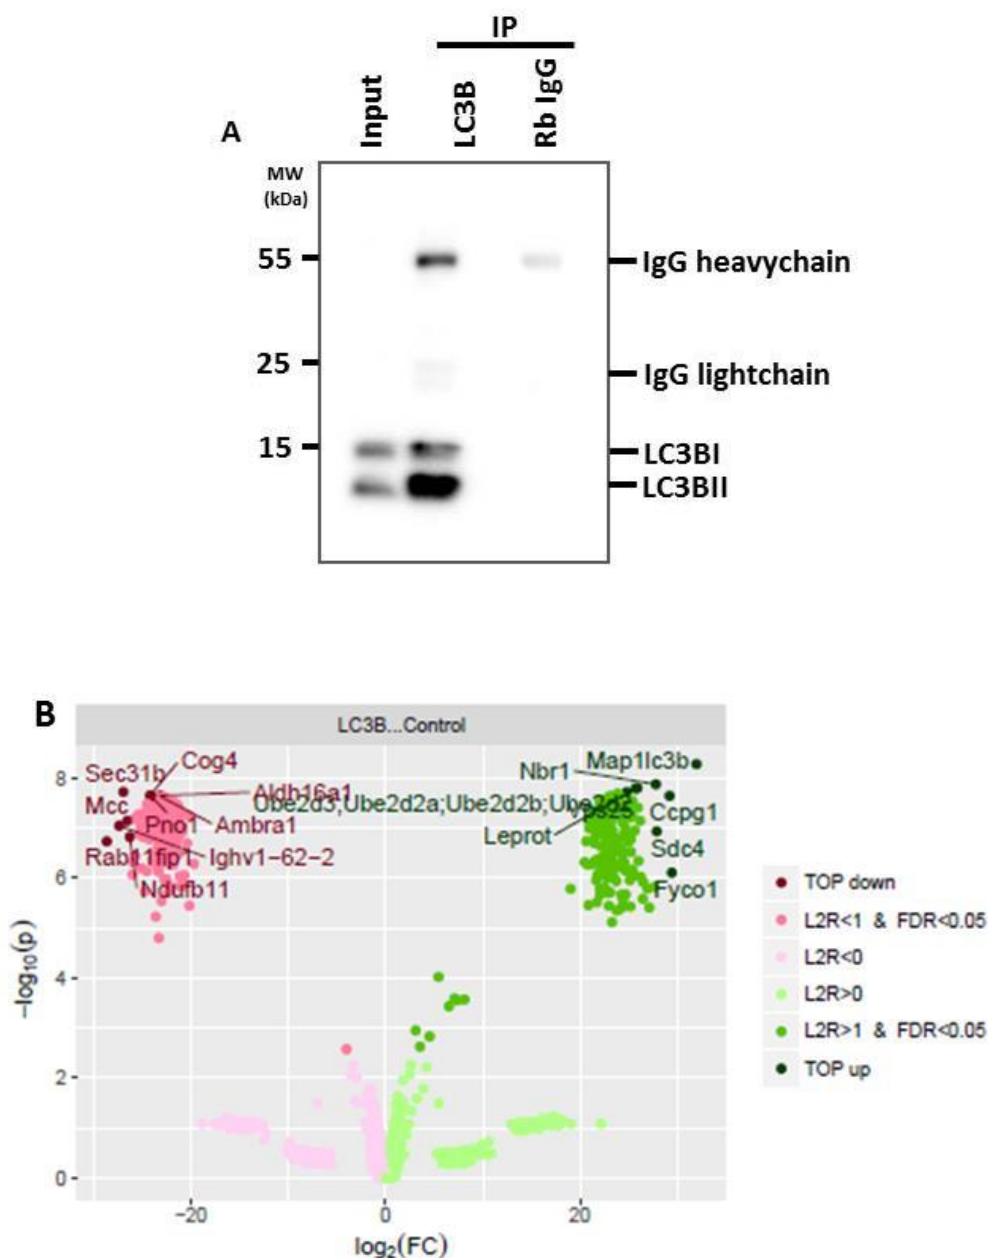 IP
Input
LC3B
Rb IgG
A
MW
(kDa)
55
IgG heavychain
25
IgG lightchain
15
LC3BI
LC3BII
B
LC3B...Control
Cog4
Sec31b
Aldh16a1
Mcc
Pno1
Ambra1
Rab11fip1
Ighv1-62-2
Ndufb11
Nbr1
Map1lc3b
Ube2d3;Ube2d2a;Ube2d2b;
Ccpg1
Leprot
Sdc4
Fyco1
8
6
4
2
0
-20
0
20
−log10(p)
log2(FC)
TOP down
L2R<1 & FDR<0.05
L2R<0
L2R>0
L2R>1 & FDR<0.05
TOP up